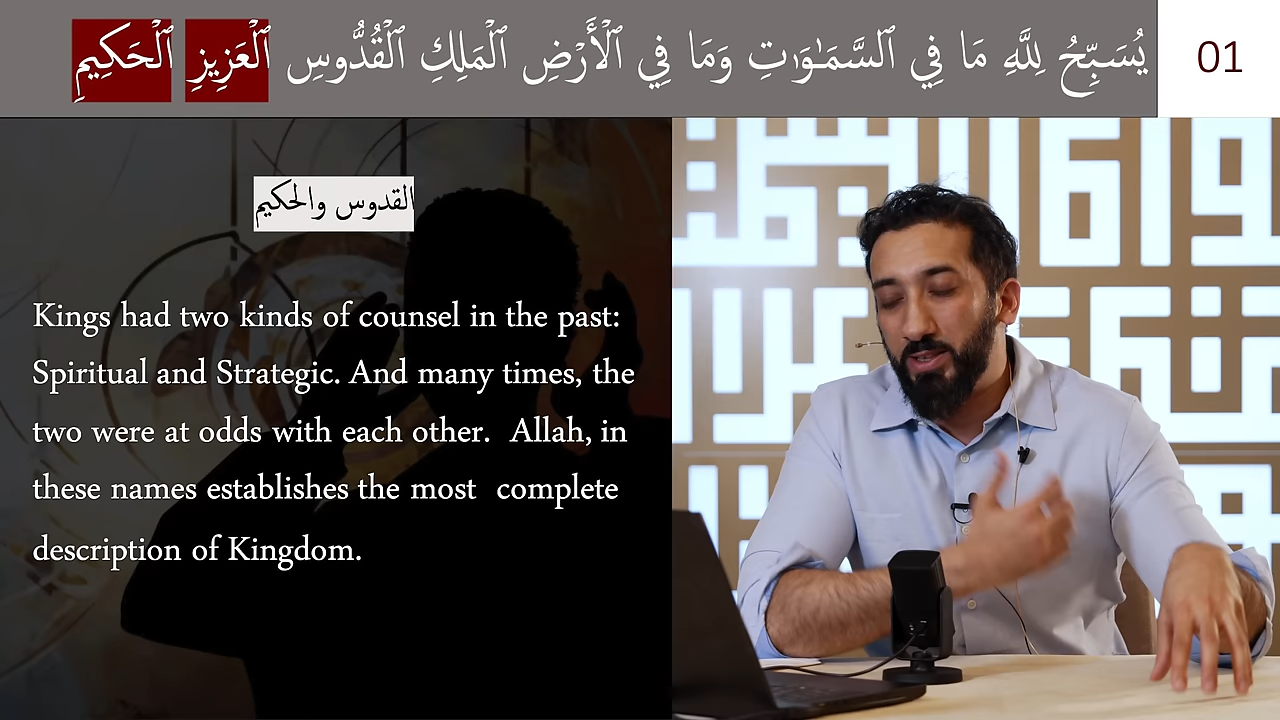 يُسَبِّحُ لِلَّهِ مَا فِي ٱلسَّمَـٰوَٰتِ وَمَا فِي ٱلْأَرْضِ ٱلْمَلِكِ ٱلْقُدُّوسِ ٱلْعَزِيزِ ٱلْحَكِيمِ
01
القدوس والحكيم
Kings had two kinds of counsel in the past:
Spiritual and Strategic. And many times, the
two were at odds with each other. Allah, in
these names establishes the most complete
description of Kingdom.